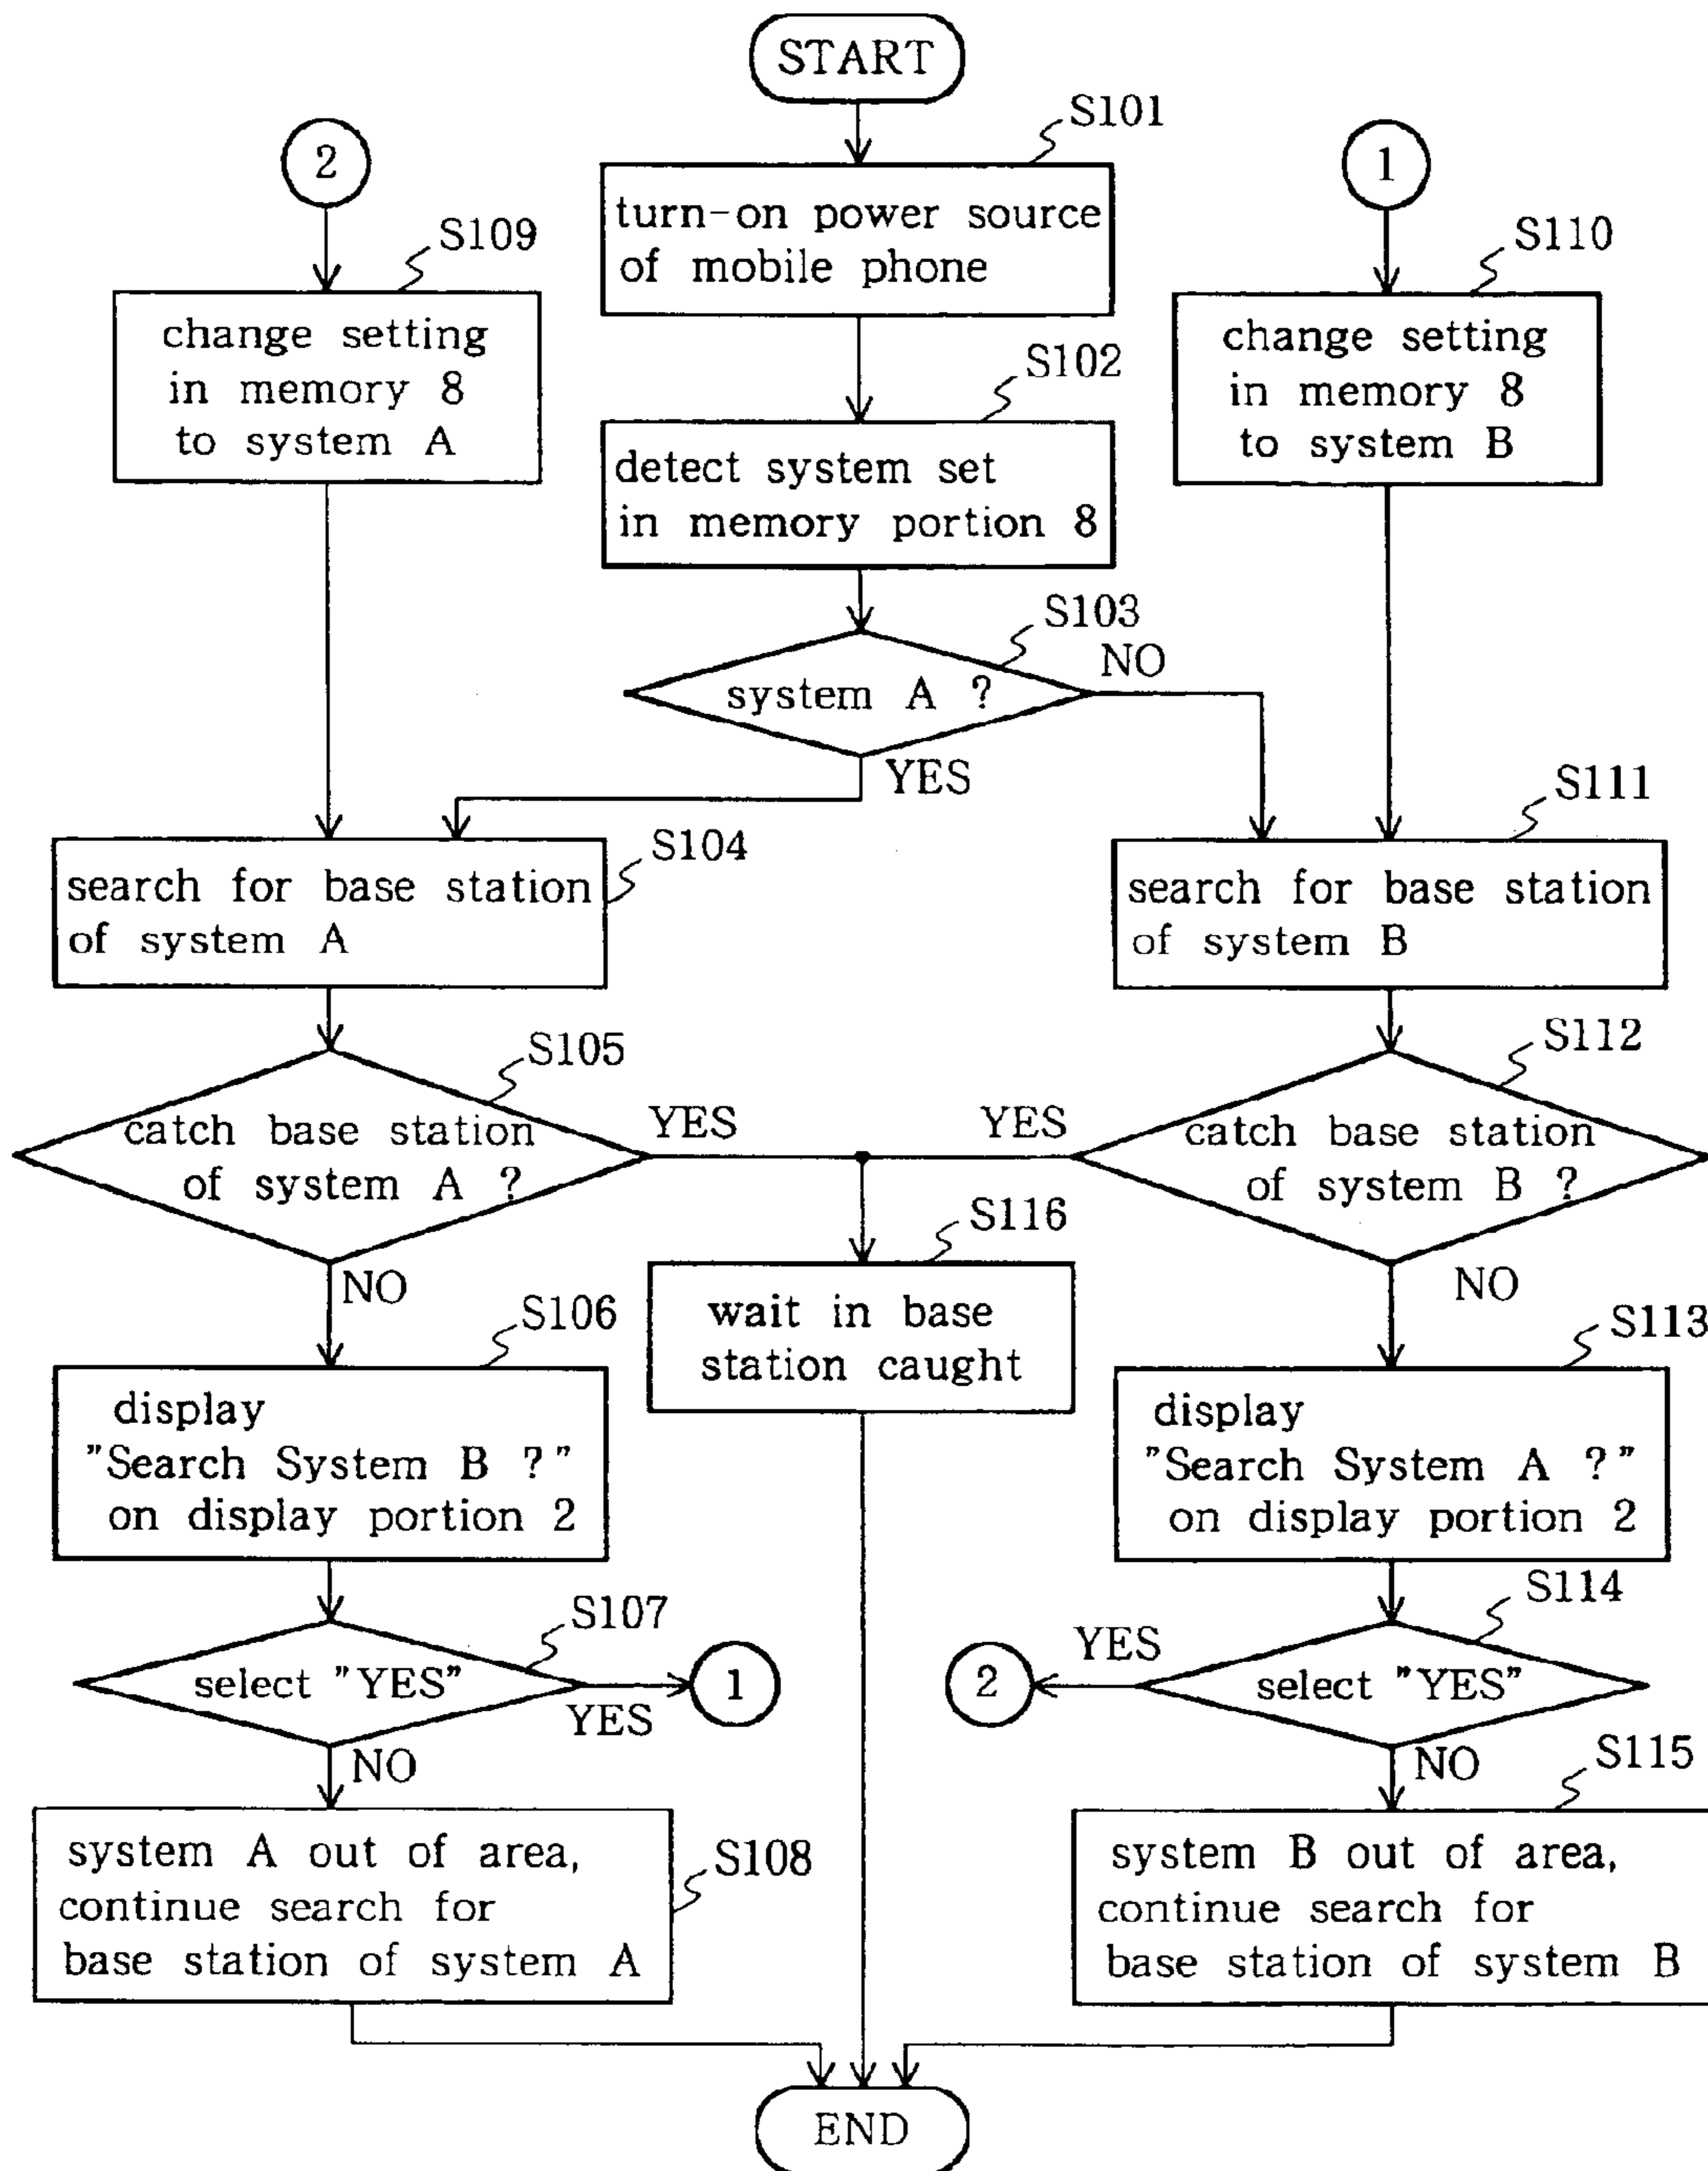 START
S101
2
1
turn-on power source
of mobile phone
S109
S110
change setting
in memory 8
to system A
change setting
in memory 8
to system B
S102
detect system set
in memory portion 8
S103
system A ?
NO
YES
S111
S104
search for base station
of system A
search for base station
of system B
S105
S112
catch base station
of system A ?
YES
YES
catch base station
of system B ?
S116
NO
NO
wait in base
station caught
S106
S113
display
"Search System B ?"
on display portion 2
display
"Search System A ?"
on display portion 2
S107
S114
select "YES"
YES
1
2
YES
select "YES"
NO
NO
S115
system A out of area,
continue search for
base station of system A
S108
system B out of area,
continue search for
base station of system B
END